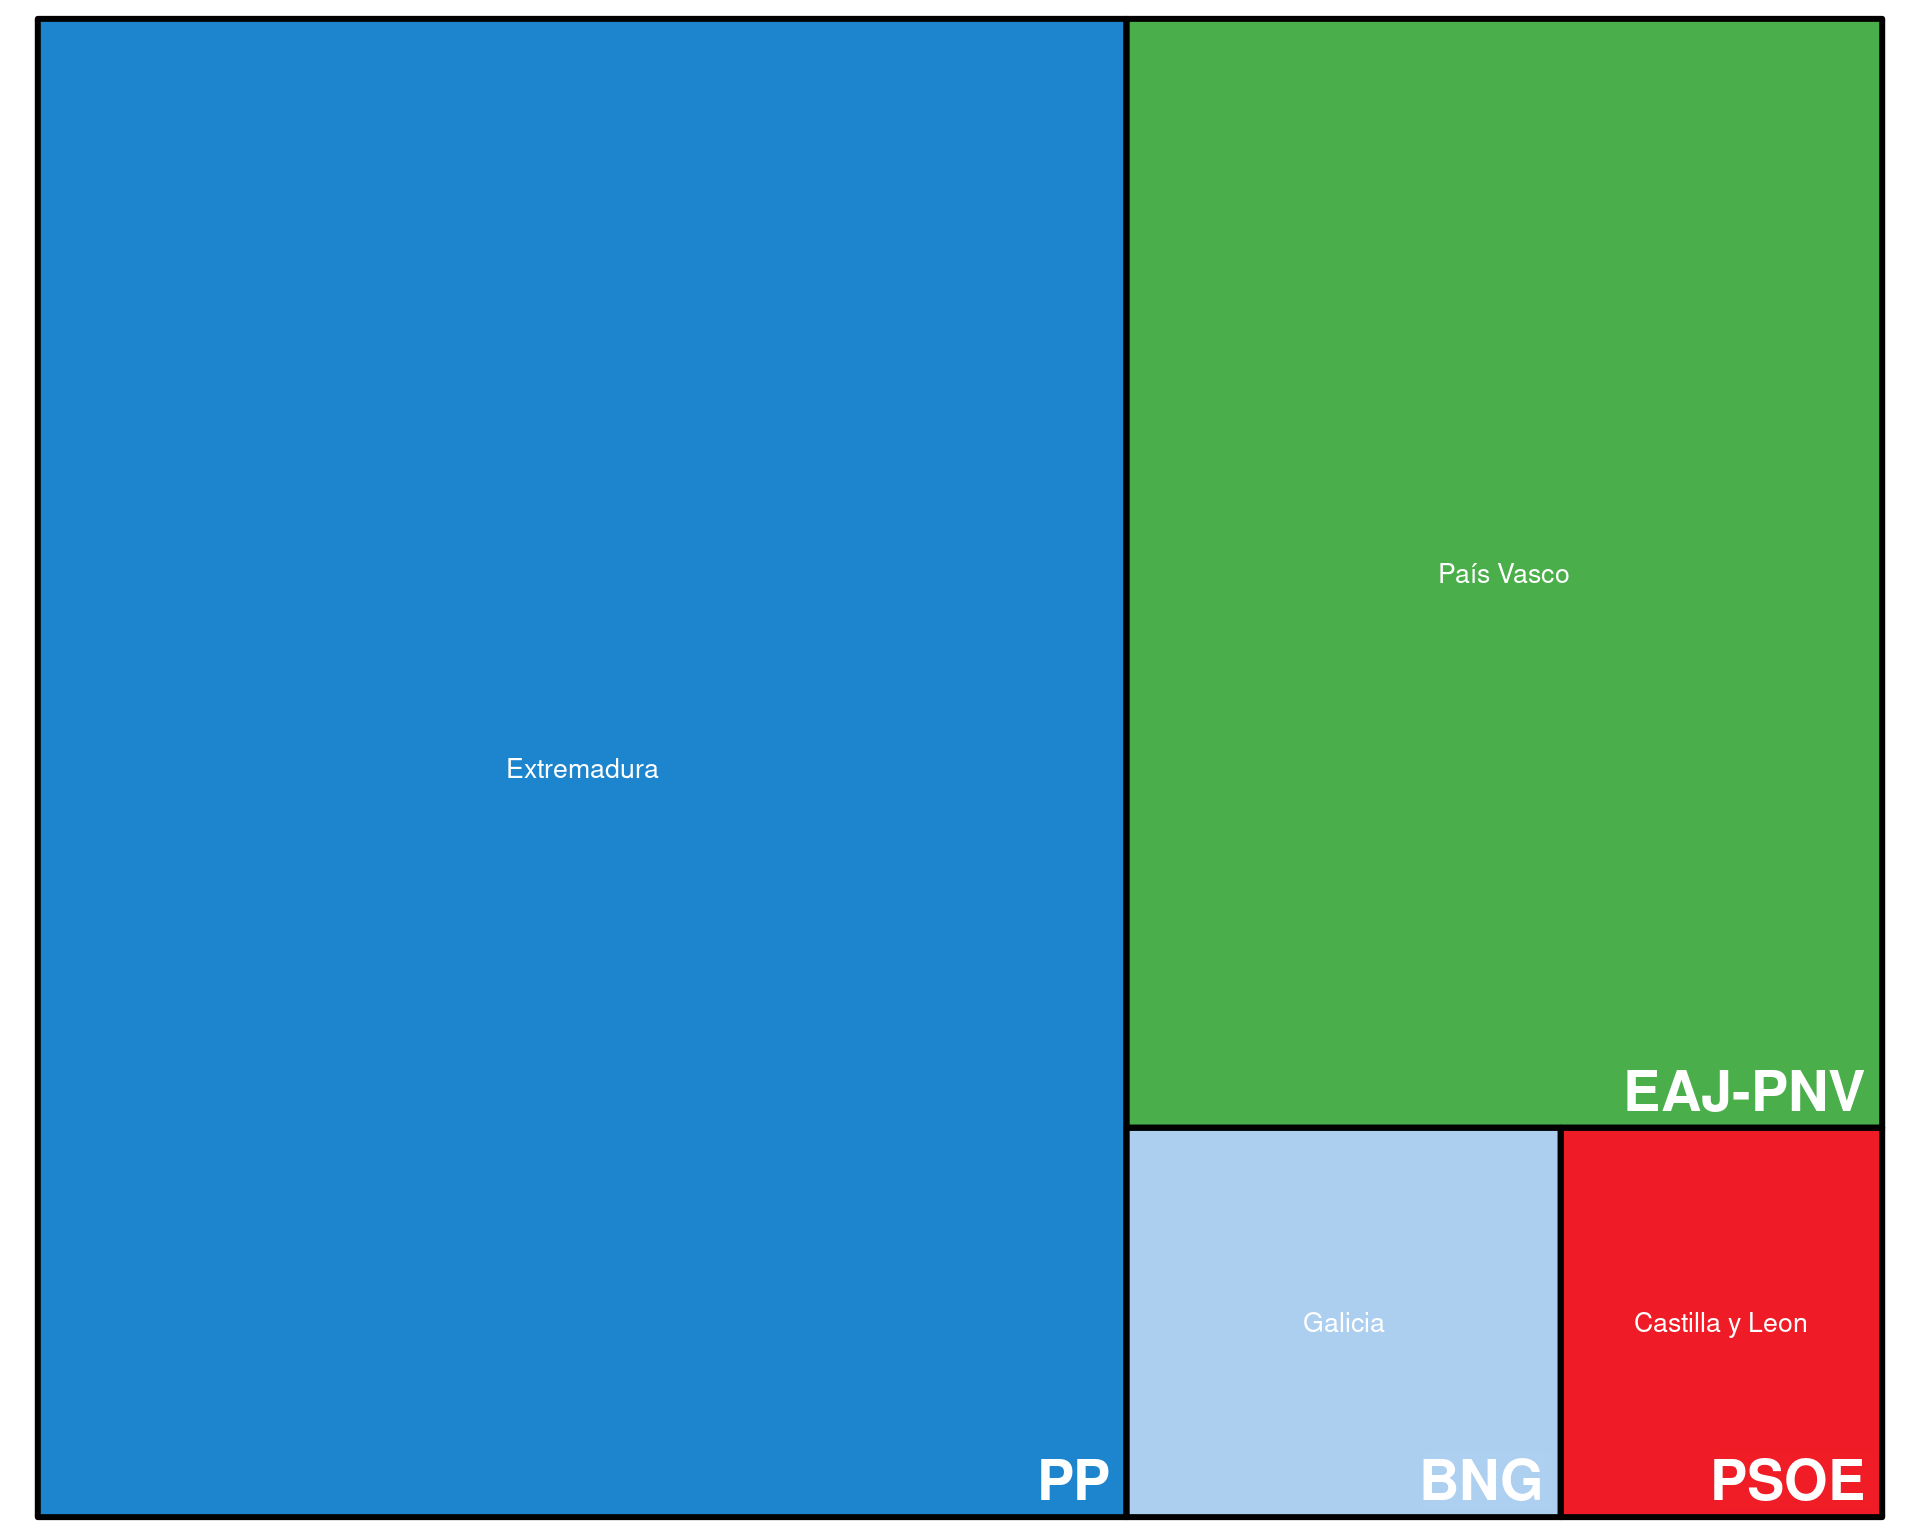 Extremadura
PP
País Vasco
EAJ-PNV
Galicia
BNG
Castilla y Leon
PSOE